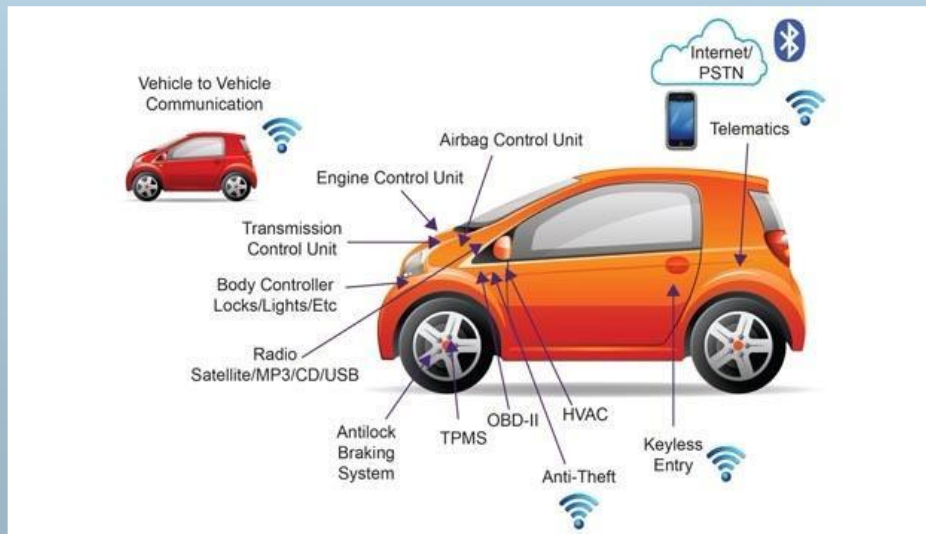 Internet/
PSTN
Vehicle to Vehicle
Communication
Telematics
Airbag Control Unit
Engine Control Unit
Transmission
Control Unit
Body Controller
Locks/Lights/Etc
Radio
Satellite/MP3/CD/USB
Antilock
Braking
System
TPMS
OBD-II
HVAC
Anti-Theft
Keyless
Entry